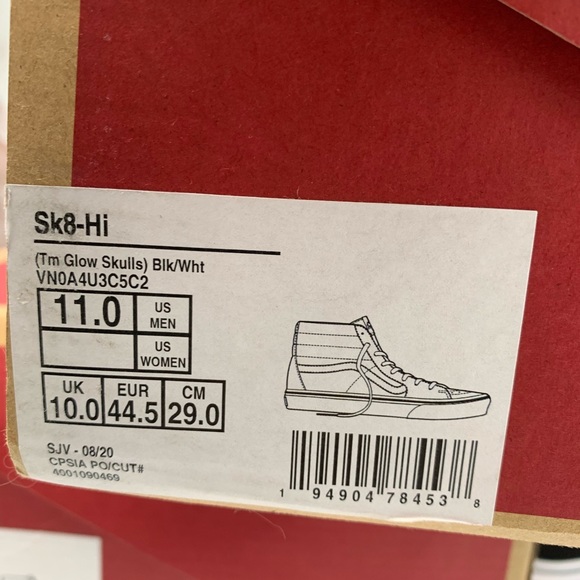 Sk8-Hi
(Tm Glow Skulls) Blk/Wht
VN0A4U3C5C2
11.0 US MEN
US WOMEN
UK EUR CM
10.0 44.5 29.0
SJV - 08/20
CPSIA PO/CUT#
4001090469
1 94904 78453 8